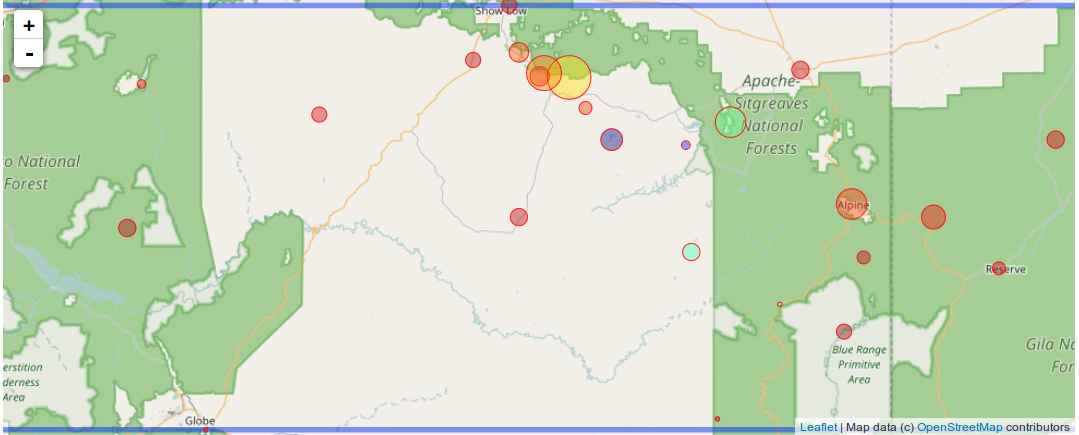 +
-
Show Low
Apache-
Sitgreaves
National
Forests
o National
Forest
Alpine
Reserve
Blue Range
Primitive
Area
Gila Na
For
erstition
derness
Area
Globe
Leaflet | Map data (c) OpenStreetMap contributors